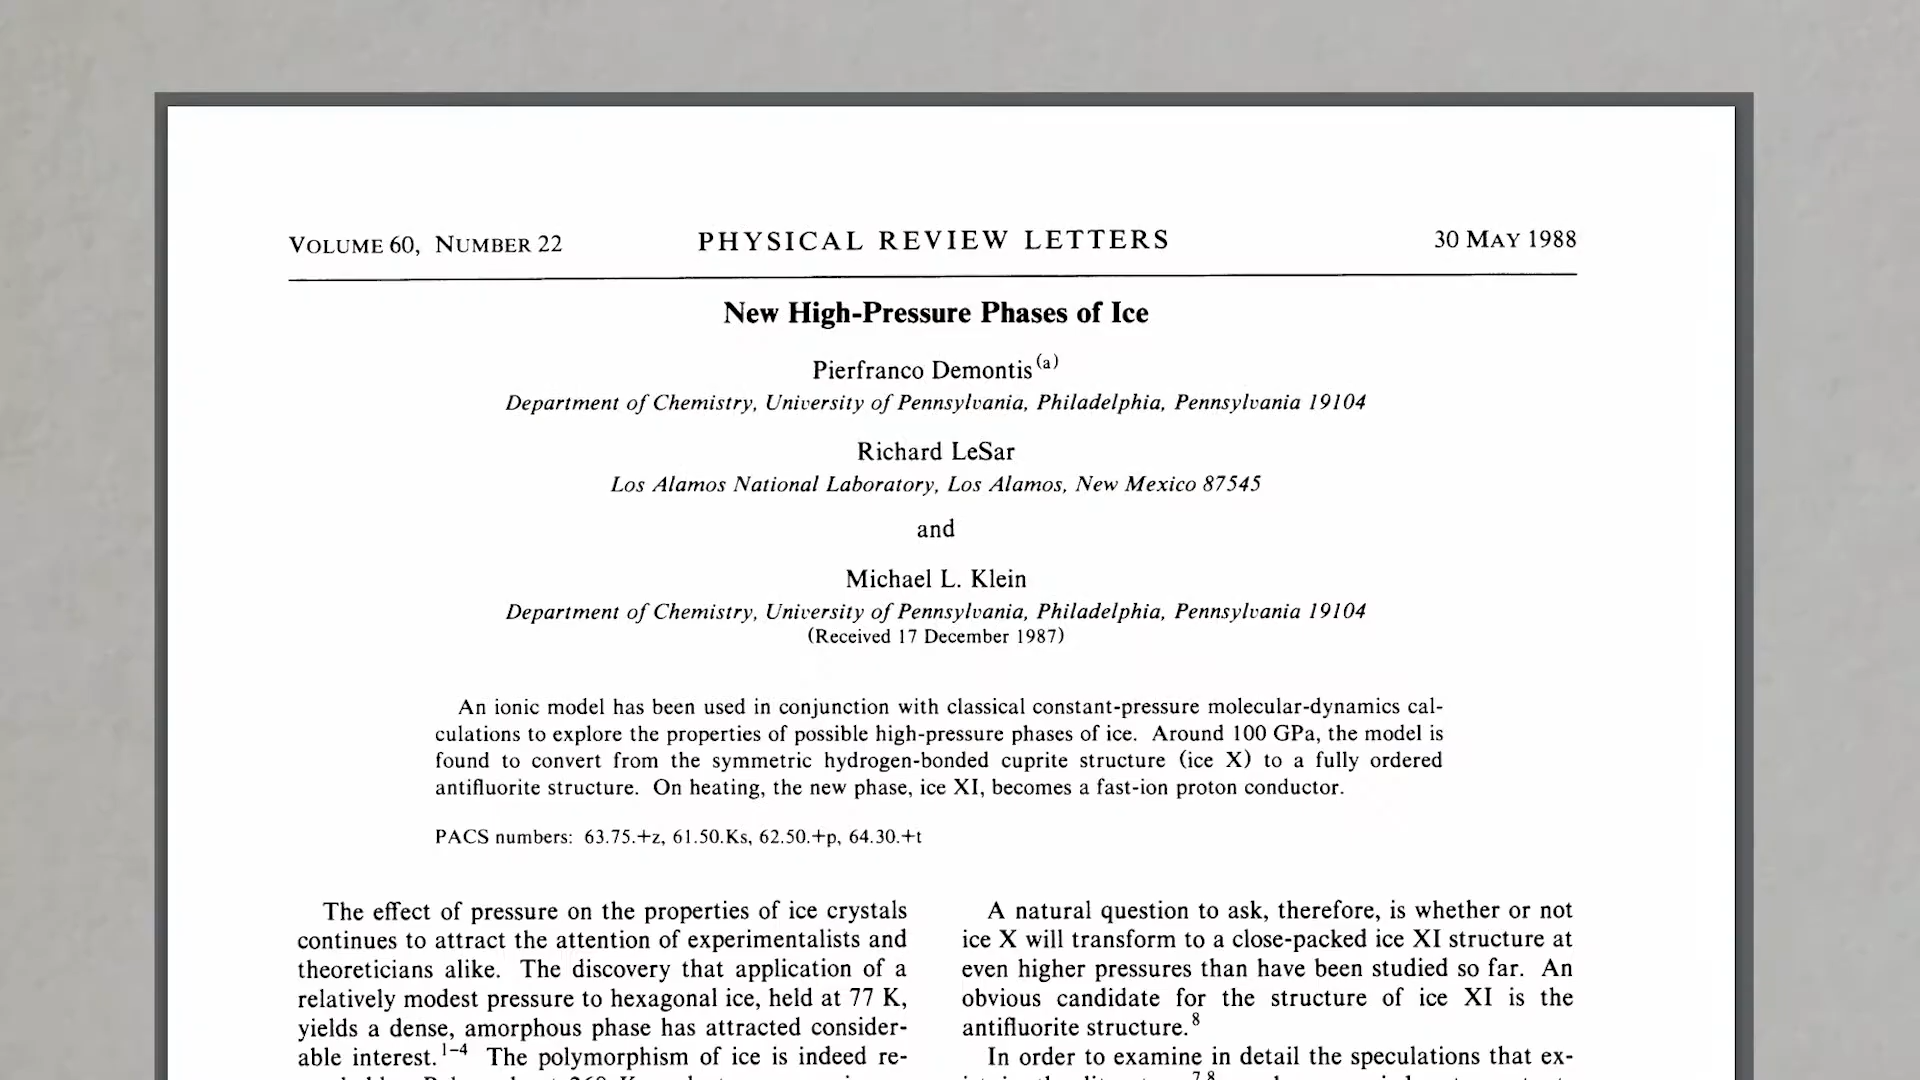 VOLUME 60, NUMBER 22
PHYSICAL REVIEW LETTERS
30 MAY 1988
New High-Pressure Phases of Ice
Pierfranco Demontis(a)
Department of Chemistry, University of Pennsylvania, Philadelphia, Pennsylvania 19104
Richard LeSar
Los Alamos National Laboratory, Los Alamos, New Mexico 87545
and
Michael L. Klein
Department of Chemistry, University of Pennsylvania, Philadelphia, Pennsylvania 19104
(Received 17 December 1987)
An ionic model has been used in conjunction with classical constant-pressure molecular-dynamics cal-
culations to explore the properties of possible high-pressure phases of ice. Around 100 GPa, the model is
found to convert from the symmetric hydrogen-bonded cuprite structure (ice X) to a fully ordered
antifluorite structure. On heating, the new phase, ice XI, becomes a fast-ion proton conductor.
PACS numbers: 63.75.+z, 61.50.Ks, 62.50.+p, 64.30.+t
The effect of pressure on the properties of ice crystals
continues to attract the attention of experimentalists and
theoreticians alike. The discovery that application of a
relatively modest pressure to hexagonal ice, held at 77 K,
yields a dense, amorphous phase has attracted consider-
able interest.1-4 The polymorphism of ice is indeed re-
A natural question to ask, therefore, is whether or not
ice X will transform to a close-packed ice XI structure at
even higher pressures than have been studied so far. An
obvious candidate for the structure of ice XI is the
antifluorite structure.8
In order to examine in detail the speculations that ex-